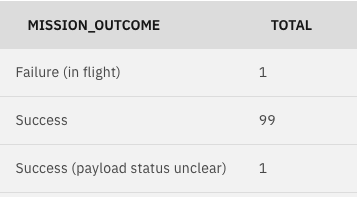 MISSION_OUTCOME TOTAL
Failure (in flight) 1
Success 99
Success (payload status unclear) 1